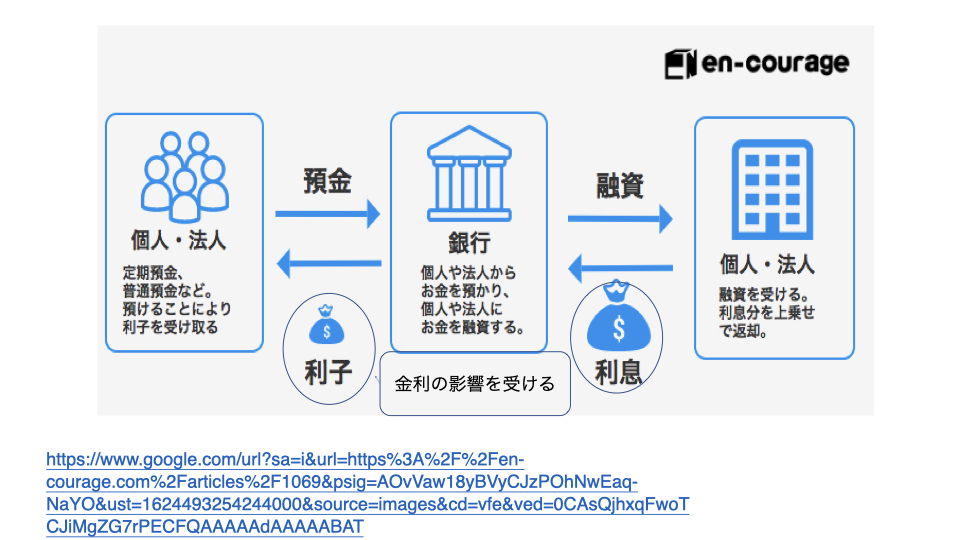 en-courage
預金
融資
個人・法人
定期預金、
普通預金など。
預けることにより
利子を受け取る
銀行
個人や法人から
お金を預かり、
個人や法人に
お金を融資する。
個人・法人
融資を受ける。
利息分を上乗せ
で返却。
$
利子
$
利息
金利の影響を受ける
https://www.google.com/url?sa=i&url=https%3A%2F%2Fen-
courage.com%2Farticles%2F1069&psig=AOvVaw18yBVyCJzPOhNwEaq-
NaYO&ust=1624493254244000&source=images&cd=vfe&ved=0CAsQjhxqFwoT
CJiMgZG7rPECFQAAAAAdAAAAABAT